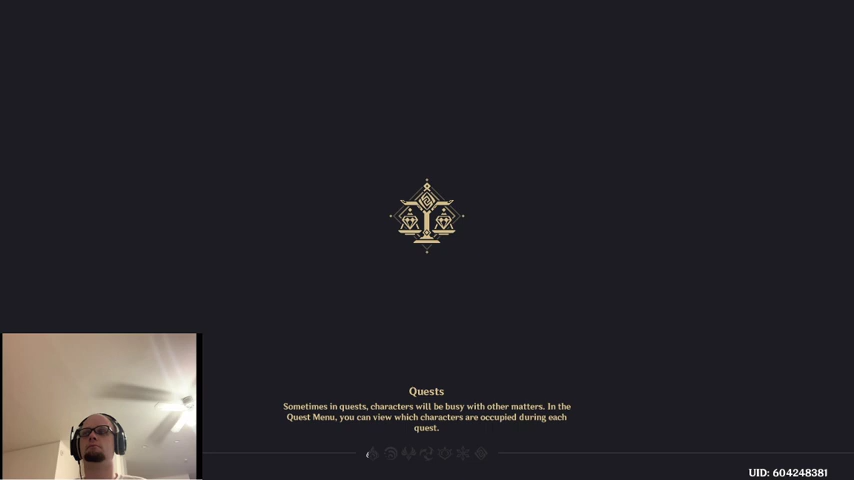 Quests
Sometimes in quests, characters will be busy with other matters. In the
Quest Menu, you can view which characters are occupied during each
quest.
UID: 604248381